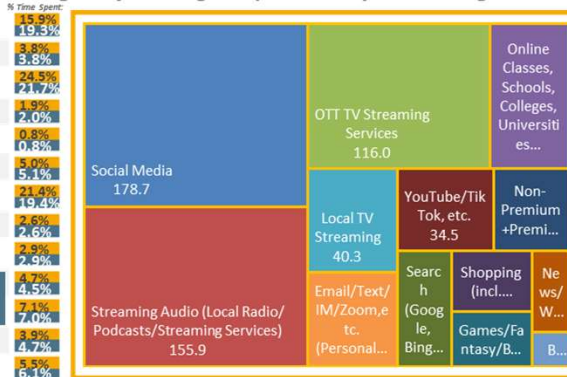 % Time Spent:
15.9%
19.3%
3.8%
3.8%
24.5%
21.7%
1.9%
2.0%
0.8%
0.8%
5.0%
5.1%
21.4%
19.4%
2.6%
2.6%
2.9%
2.9%
4.7%
4.5%
7.1%
7.0%
3.9%
4.7%
5.5%
6.1%
Social Media
178.7
Streaming Audio (Local Radio/
Podcasts/Streaming Services)
155.9
OTT TV Streaming
Services
116.0
Online
Classes,
Schools,
Colleges,
Universiti
es...
Local TV
Streaming
40.3
YouTube/Tik
Tok, etc.
34.5
Non-
Premium
+Premi...
Email/Text/
IM/Zoom,e
tc.
(Personal...
Searc
h
(Goog
le,
Bing...
Shopping
(incl....
Ne
ws/
W...
Games/Fa
ntasy/B...
B...